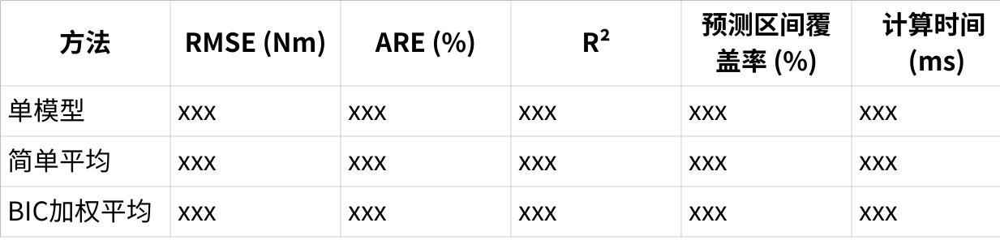 方法 RMSE (Nm) ARE (%) R² 预测区间覆盖率 (%) 计算时间 (ms)
单模型 xxx xxx xxx xxx xxx
简单平均 xxx xxx xxx xxx xxx
BIC加权平均 xxx xxx xxx xxx xxx